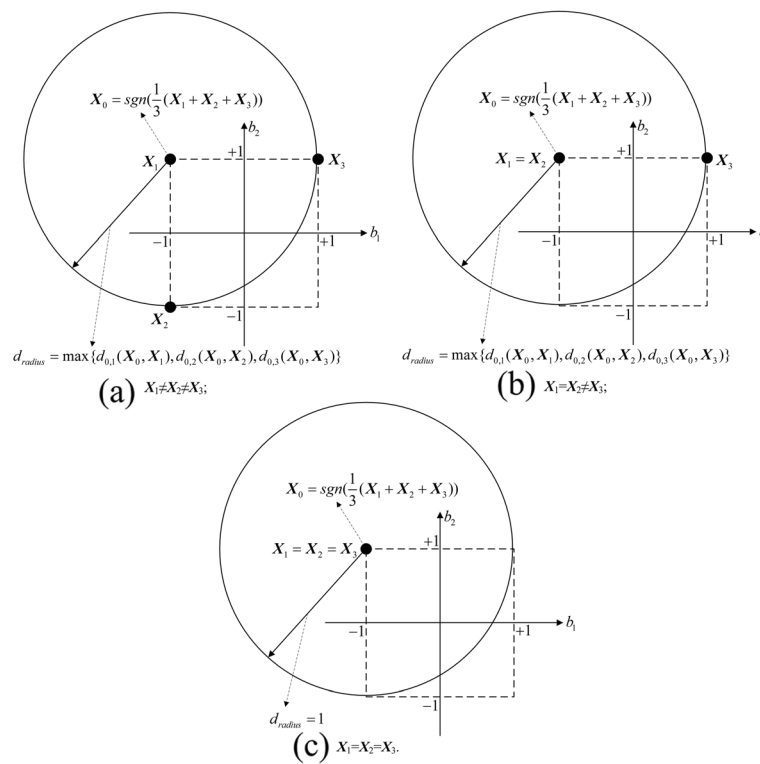 X₀ = sgn(1/3(X₁ + X₂ + X₃))
b₂
X₁
+1
X₃
−1
+1
b₁
X₂
−1
d_radius = max{d₀,₁(X₀, X₁), d₀,₂(X₀, X₂), d₀,₃(X₀, X₃)}
(a) X₁≠X₂≠X₃;
X₀ = sgn(1/3(X₁ + X₂ + X₃))
b₂
X₁ = X₂
+1
X₃
−1
+1
−1
d_radius = max{d₀,₁(X₀, X₁), d₀,₂(X₀, X₂), d₀,₃(X₀, X₃)}
(b) X₁=X₂≠X₃;
X₀ = sgn(1/3(X₁ + X₂ + X₃))
b₂
X₁ = X₂ = X₃
+1
−1
+1
b₁
−1
d_radius = 1
(c) X₁=X₂=X₃.